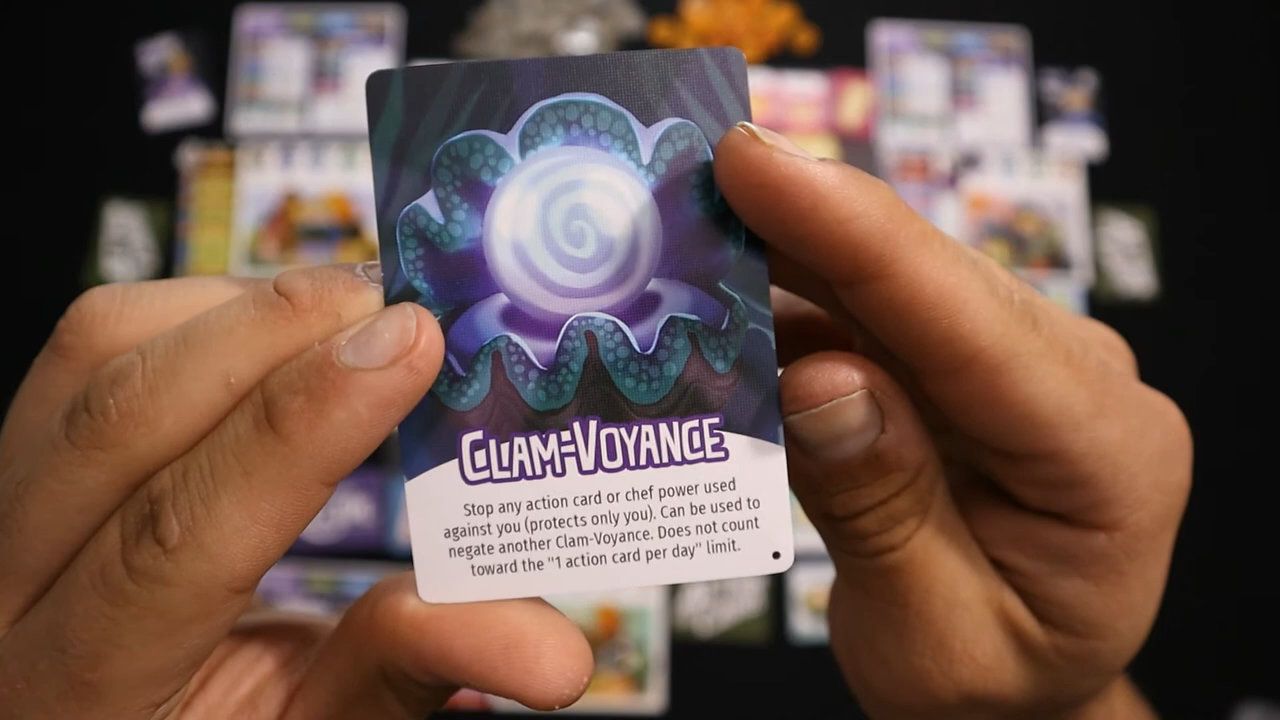 CLAM-VOYANCE
Stop any action card or chef power used
against you (protects only you). Can be used to
negate another Clam-Voyance. Does not count
toward the "1 action card per day" limit.